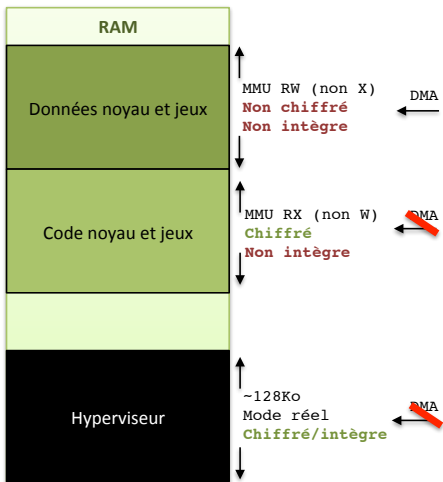 RAM
Données noyau et jeux
MMU RW (non X)
Non chiffré
Non intègre
DMA
Code noyau et jeux
MMU RX (non W)
Chiffré
Non intègre
DMA
Hyperviseur
~128Ko
Mode réel
Chiffré/intègre
DMA